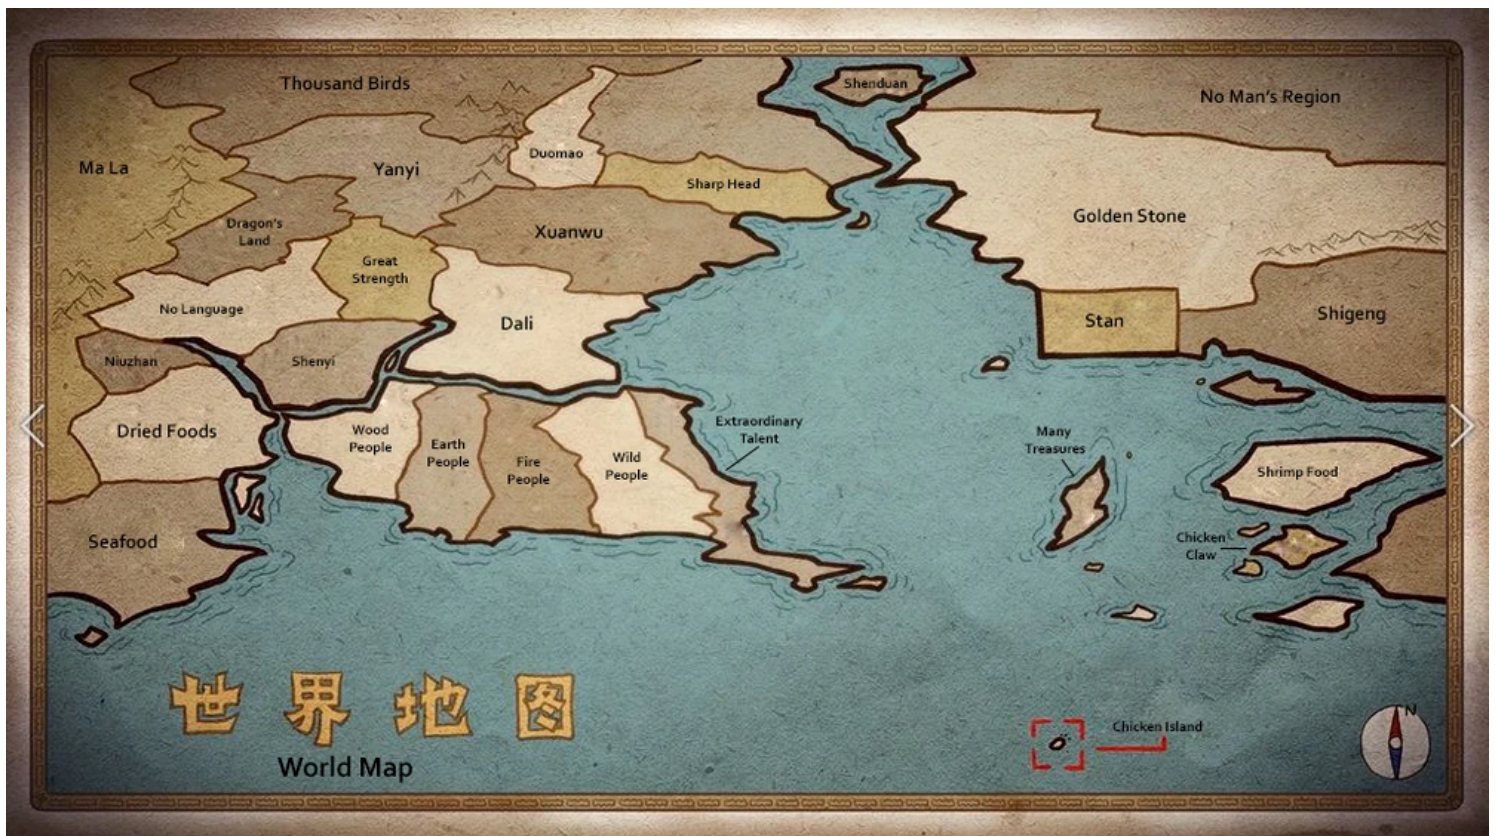 Thousand Birds
Shenduan
No Man's Region
Ma La
Yanyi
Duomao
Sharp Head
Golden Stone
Dragon's
Land
Xuanwu
Great
Strength
No Language
Dali
Stan
Shigeng
Niuzhan
Shenyi
Dried Foods
Wood
People
Earth
People
Fire
People
Wild
People
Extraordinary
Talent
Many
Treasures
Shrimp Food
Seafood
Chicken
Claw
世界地图
World Map
Chicken Island
N